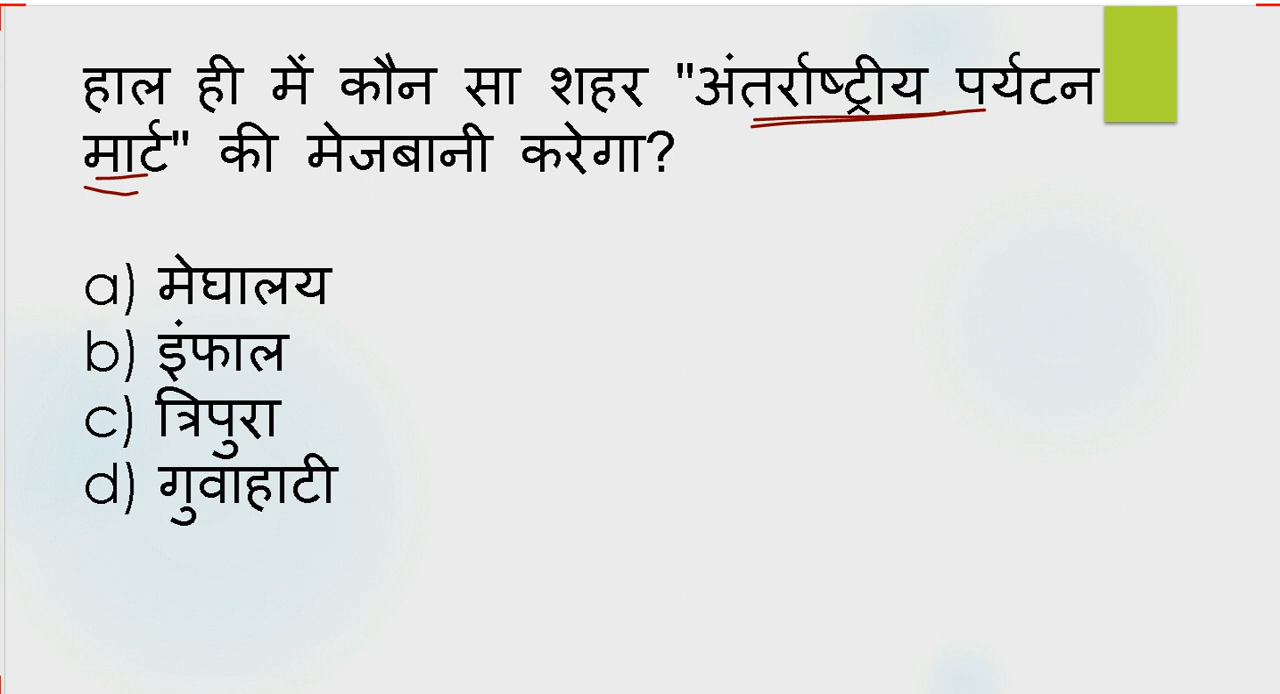 हाल ही में कौन सा शहर "अंतर्राष्ट्रीय पर्यटन
मार्ट" की मेजबानी करेगा?
a) मेघालय
b) इंफाल
c) त्रिपुरा
d) गुवाहाटी